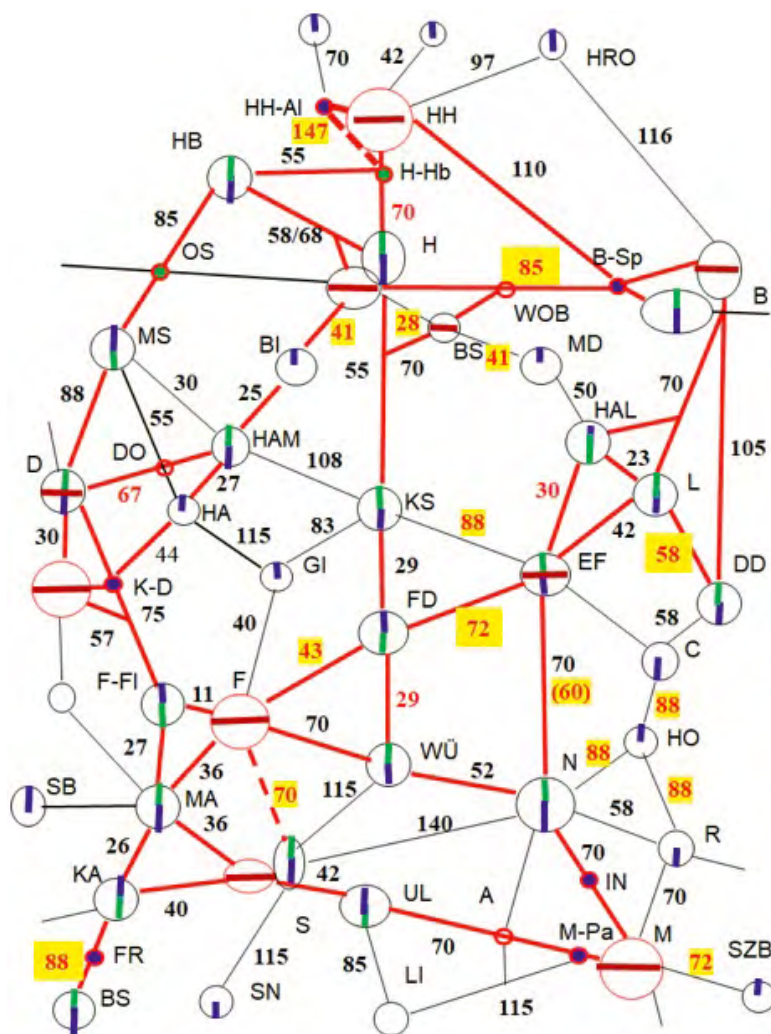 70
42
97
HRO
HH-Al
HH
147
HB
55
116
H-Hb
110
85
70
58/68
OS
H
85
B-Sp
WOB
B
MS
41
28
BS
BI
41
MD
55
70
30
25
50
70
88
55
HAL
D
DO
HAM
23
105
108
L
67
27
30
HA
KS
88
42
30
115
83
44
58
GI
EF
DD
K-D
29
75
FD
58
57
40
72
C
43
70
F-FI
11
F
(60)
29
88
70
WÜ
HO
27
36
52
N
88
88
SB
MA
70
115
58
36
140
26
R
KA
42
70
UL
A
IN
40
70
S
M-Pa
M
88
FR
70
SZB
115
85
72
LI
BS
SN
115